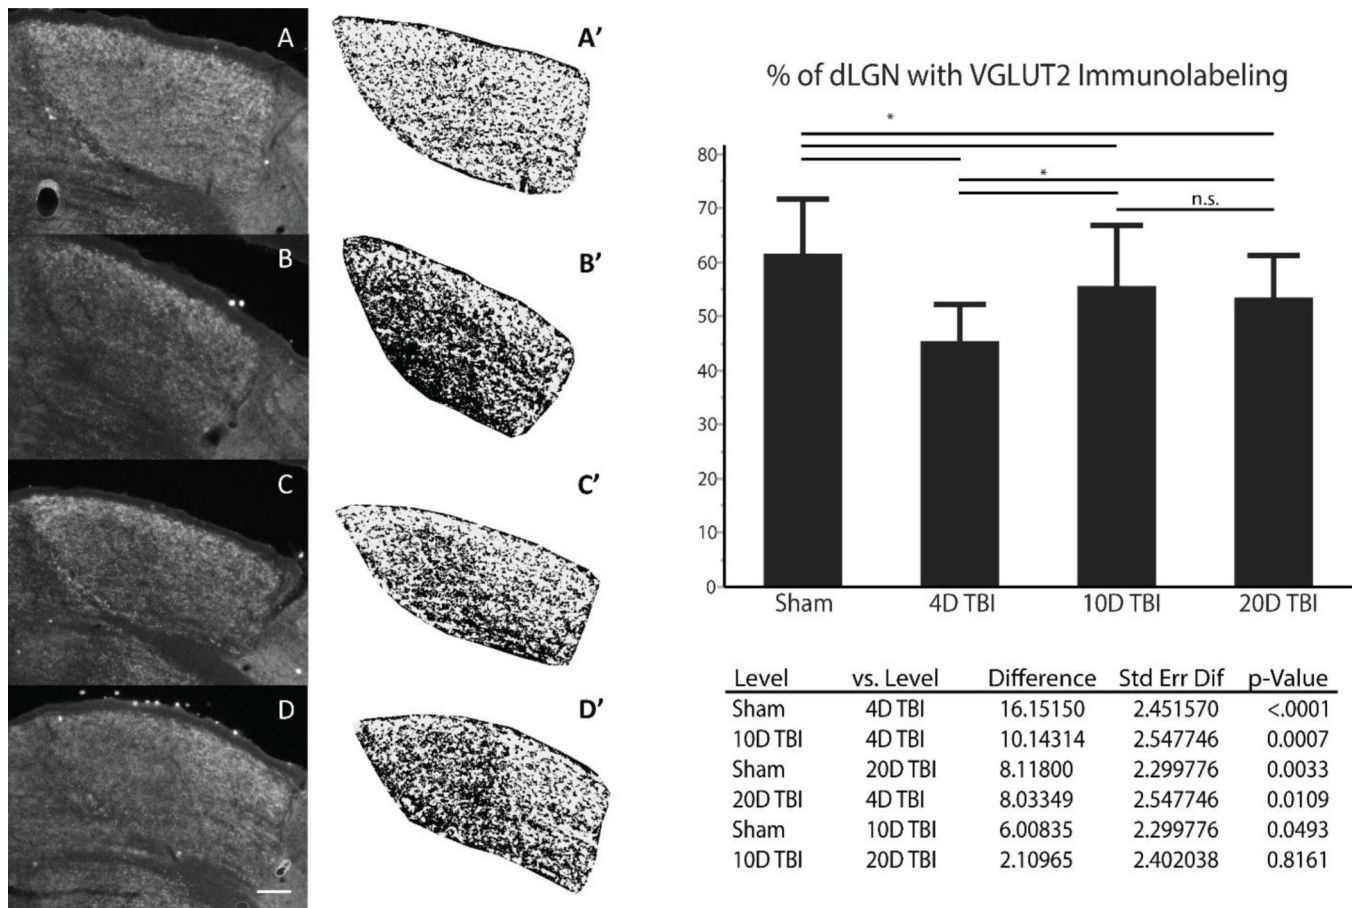 A
A’
B
B’
C
C’
D
D’
% of dLGN with VGLUT2 Immunolabeling
*
*
n.s.
80
70
60
50
40
30
20
10
0
Sham 4D TBI 10D TBI 20D TBI
Level vs. Level Difference Std Err Dif p-Value
Sham 4D TBI 16.15150 2.451570 <.0001
10D TBI 4D TBI 10.14314 2.547746 0.0007
Sham 20D TBI 8.11800 2.299776 0.0033
20D TBI 4D TBI 8.03349 2.547746 0.0109
Sham 10D TBI 6.00835 2.299776 0.0493
10D TBI 20D TBI 2.10965 2.402038 0.8161